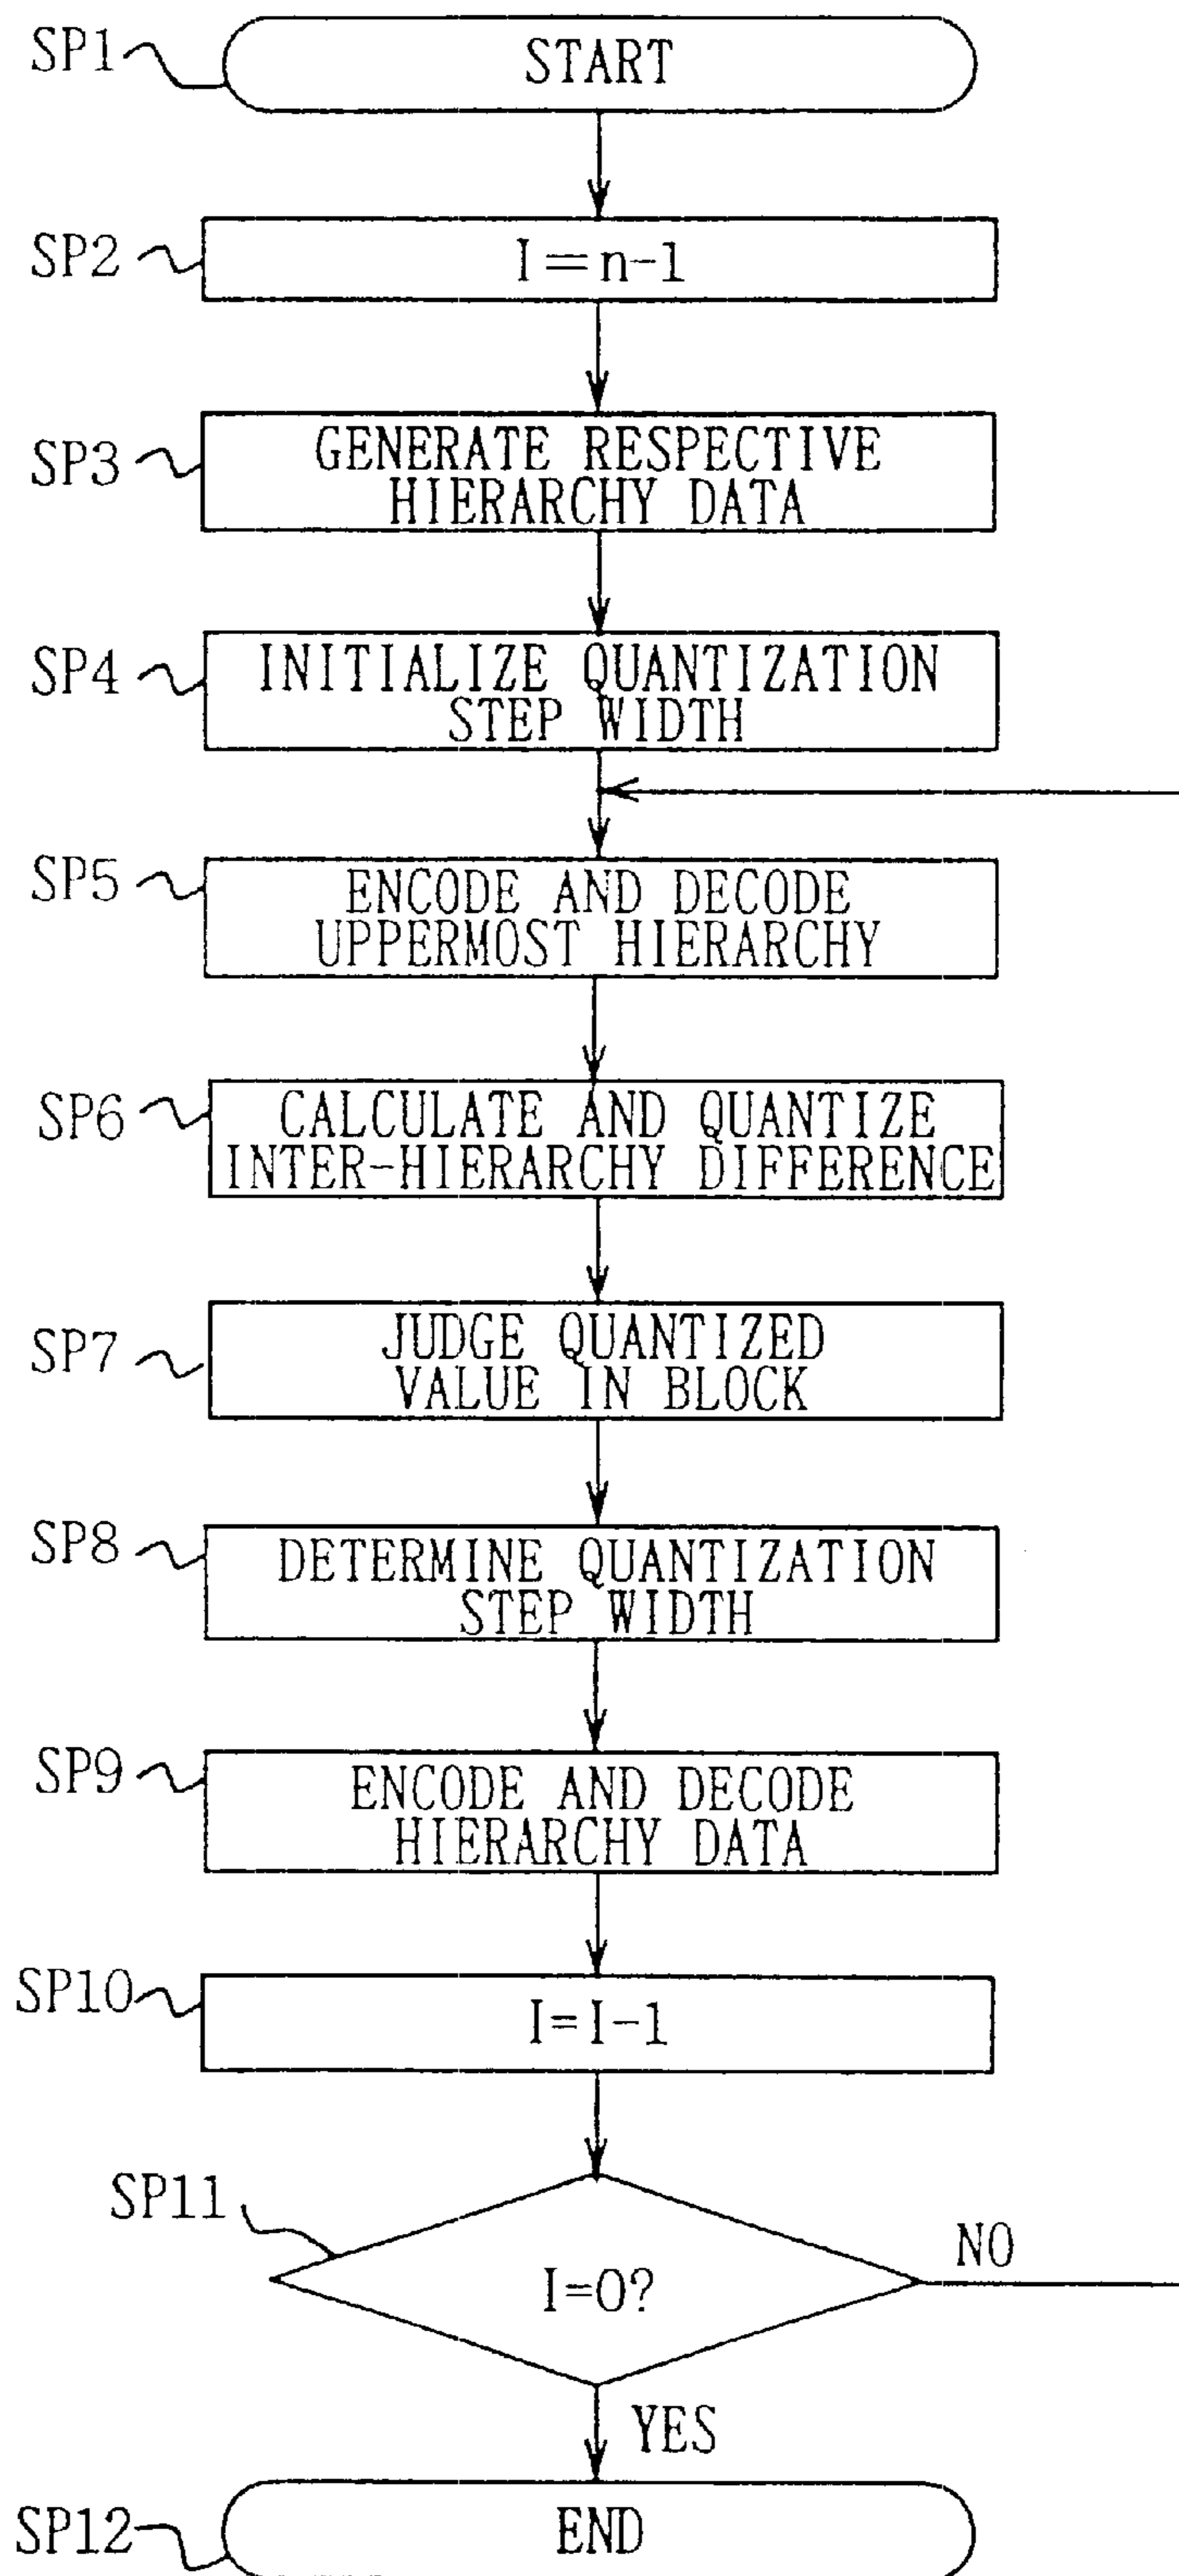 SP1
START
SP2
I=n-1
SP3
GENERATE RESPECTIVE
HIERARCHY DATA
SP4
INITIALIZE QUANTIZATION
STEP WIDTH
SP5
ENCODE AND DECODE
UPPERMOST HIERARCHY
SP6
CALCULATE AND QUANTIZE
INTER-HIERARCHY DIFFERENCE
SP7
JUDGE QUANTIZED
VALUE IN BLOCK
SP8
DETERMINE QUANTIZATION
STEP WIDTH
SP9
ENCODE AND DECODE
HIERARCHY DATA
SP10
I=I-1
SP11
I=0?
NO
YES
SP12
END